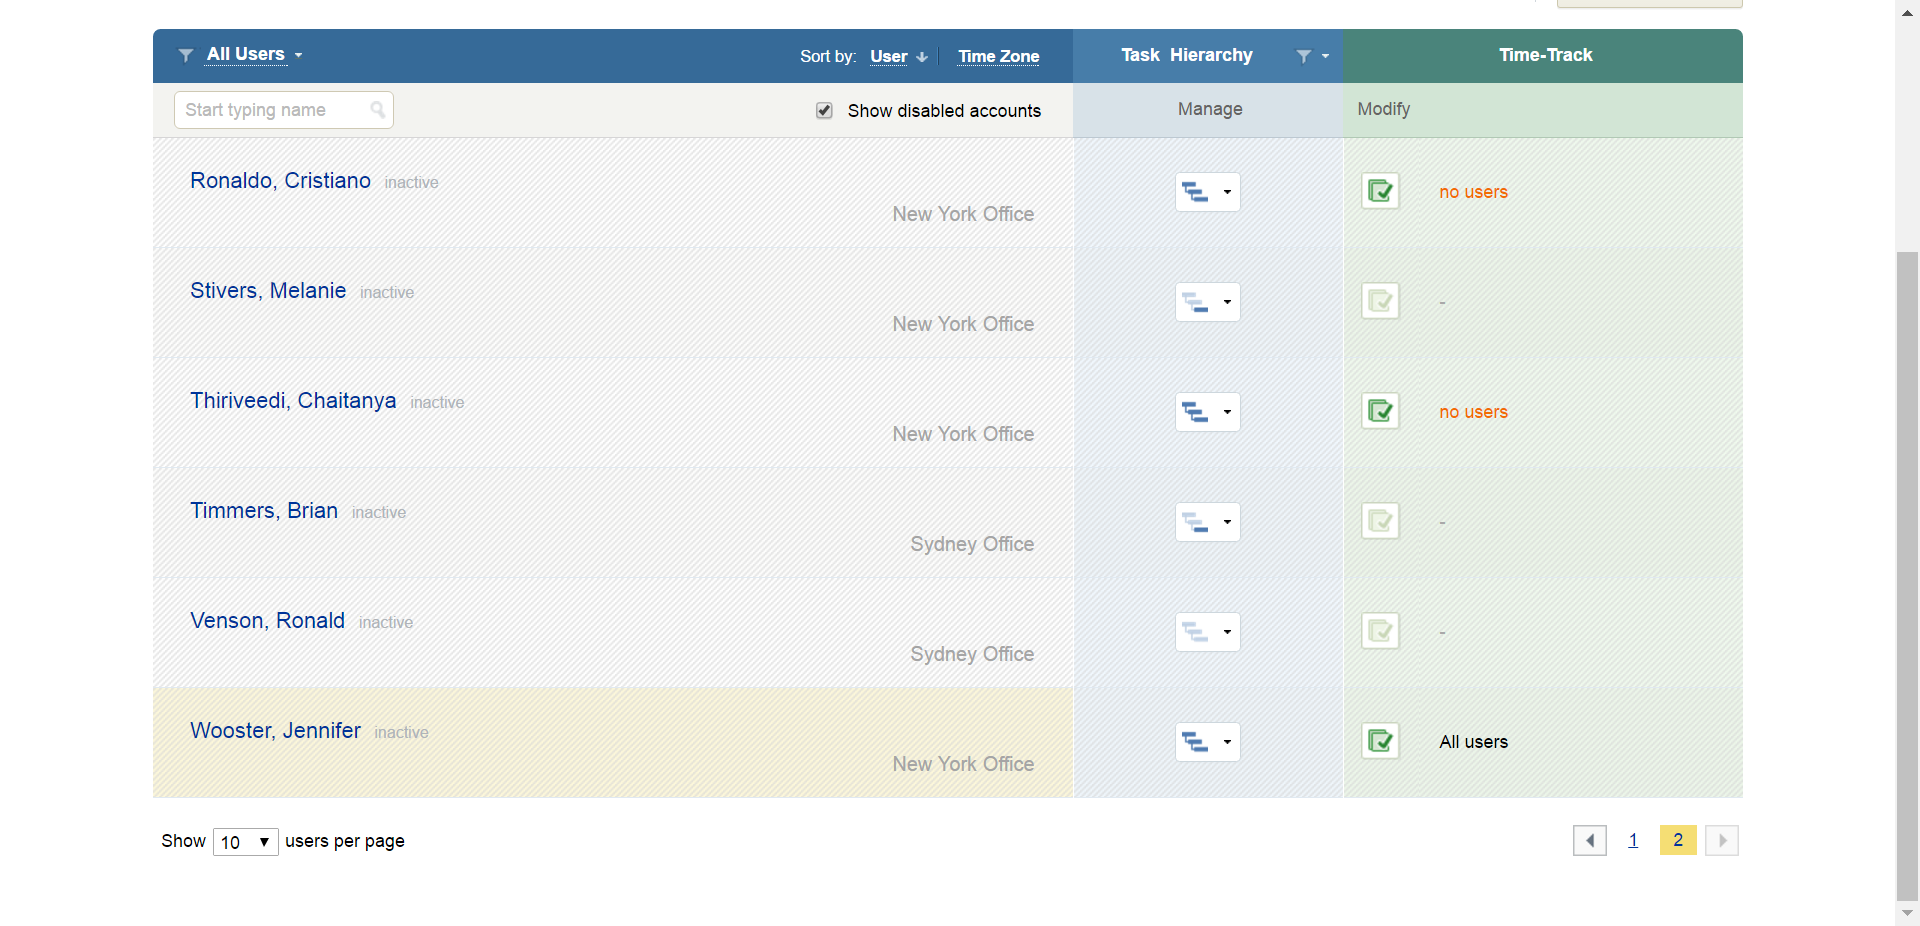 All Users
Sort by: User Time Zone
Task Hierarchy
Time-Track
Start typing name
Show disabled accounts
Manage
Modify
Ronaldo, Cristiano inactive
New York Office
no users
Stivers, Melanie inactive
New York Office
-
Thiriveedi, Chaitanya inactive
New York Office
no users
Timmers, Brian inactive
Sydney Office
-
Venson, Ronald inactive
Sydney Office
-
Wooster, Jennifer inactive
New York Office
All users
Show 10 users per page
1 2